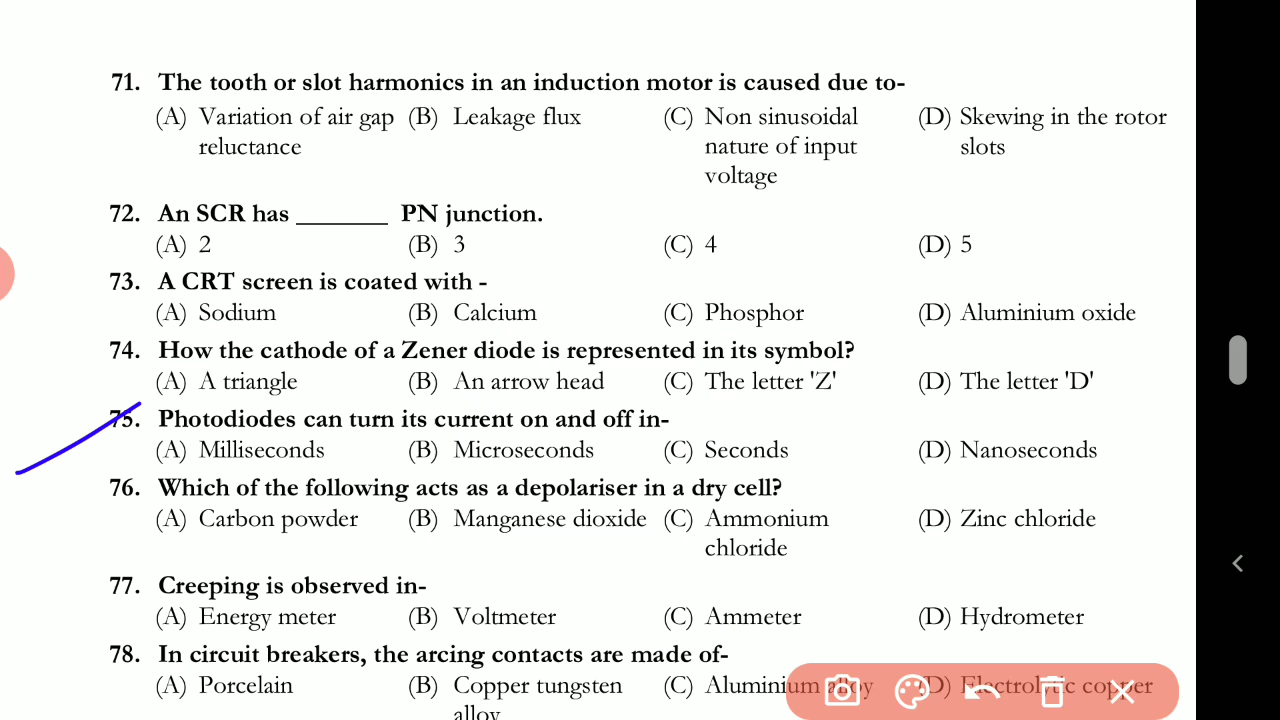 71. The tooth or slot harmonics in an induction motor is caused due to-
(A) Variation of air gap reluctance (B) Leakage flux (C) Non sinusoidal nature of input voltage (D) Skewing in the rotor slots
72. An SCR has _______ PN junction.
(A) 2 (B) 3 (C) 4 (D) 5
73. A CRT screen is coated with -
(A) Sodium (B) Calcium (C) Phosphor (D) Aluminium oxide
74. How the cathode of a Zener diode is represented in its symbol?
(A) A triangle (B) An arrow head (C) The letter 'Z' (D) The letter 'D'
75. Photodiodes can turn its current on and off in-
(A) Milliseconds (B) Microseconds (C) Seconds (D) Nanoseconds
76. Which of the following acts as a depolariser in a dry cell?
(A) Carbon powder (B) Manganese dioxide (C) Ammonium chloride (D) Zinc chloride
77. Creeping is observed in-
(A) Energy meter (B) Voltmeter (C) Ammeter (D) Hydrometer
78. In circuit breakers, the arcing contacts are made of-
(A) Porcelain (B) Copper tungsten alloy (C) Aluminium alloy (D) Electrolytic copper